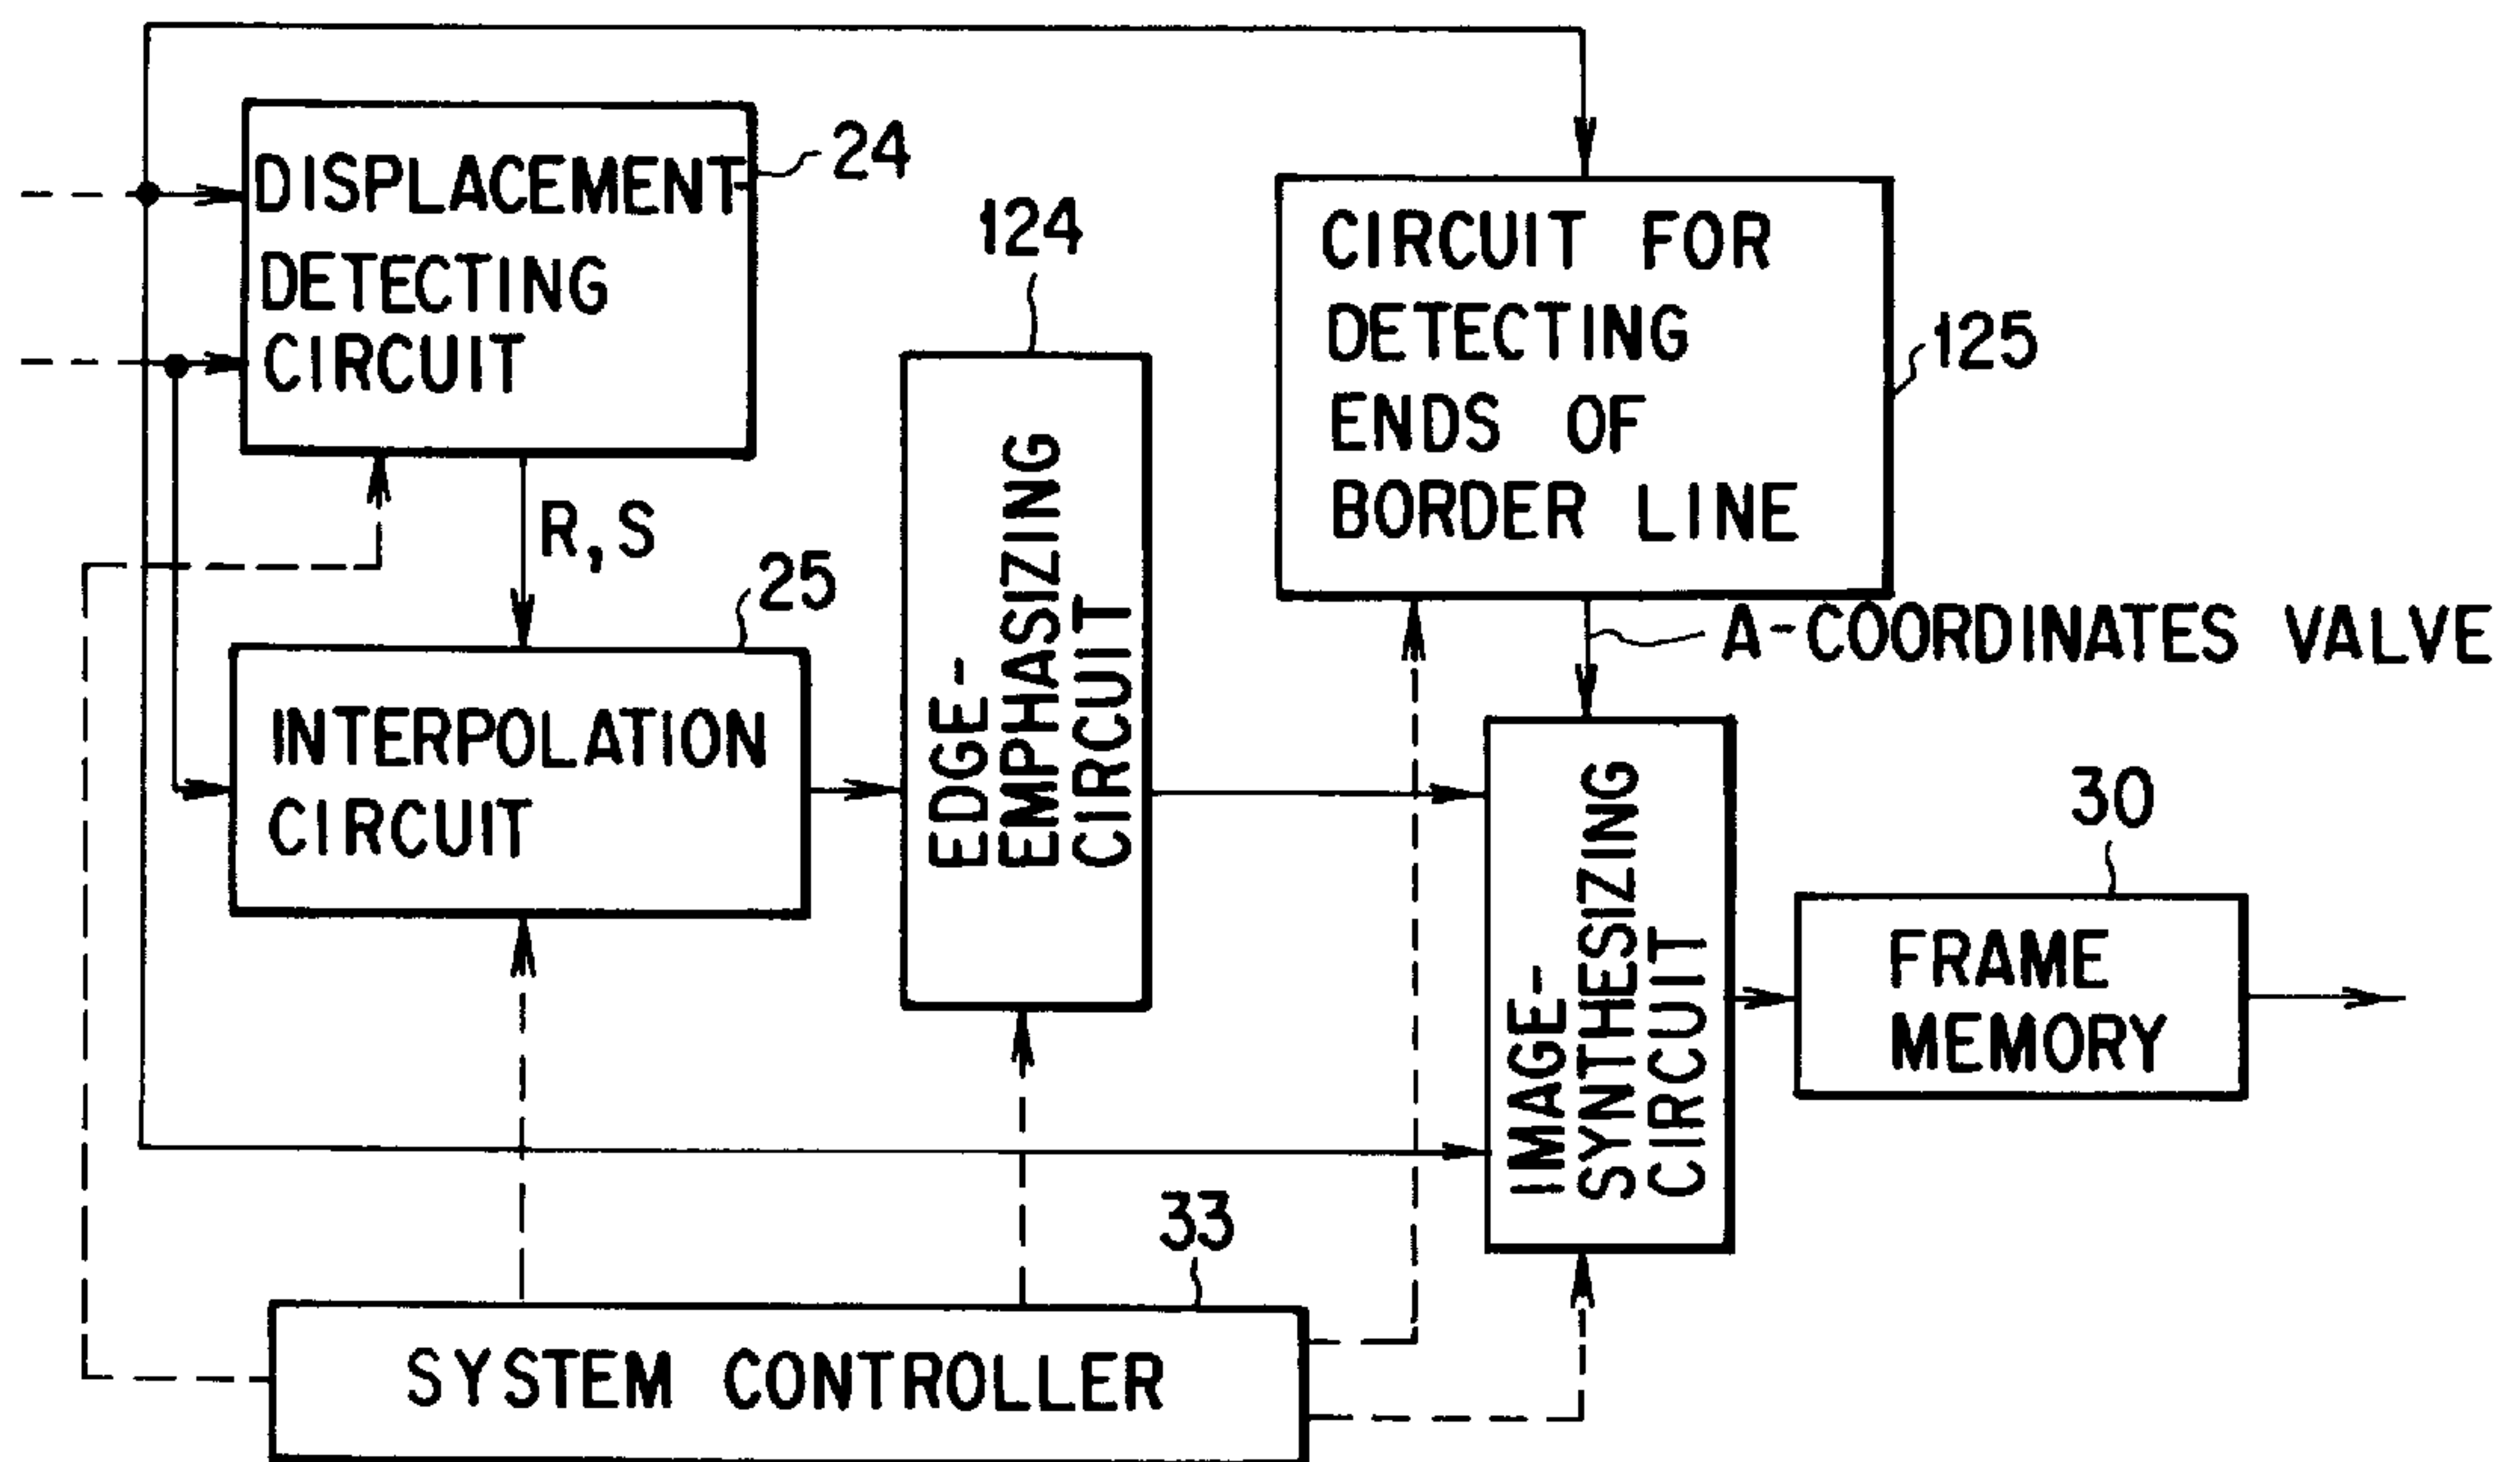 DISPLACEMENT
DETECTING
CIRCUIT
24
R,S
25
INTERPOLATION
CIRCUIT
124
EDGE-
EMPHASIZING
CIRCUIT
CIRCUIT FOR
DETECTING
ENDS OF
BORDER LINE
125
A-COORDINATES VALVE
IMAGE-
SYNTHESIZING
CIRCUIT
30
FRAME
MEMORY
33
SYSTEM CONTROLLER